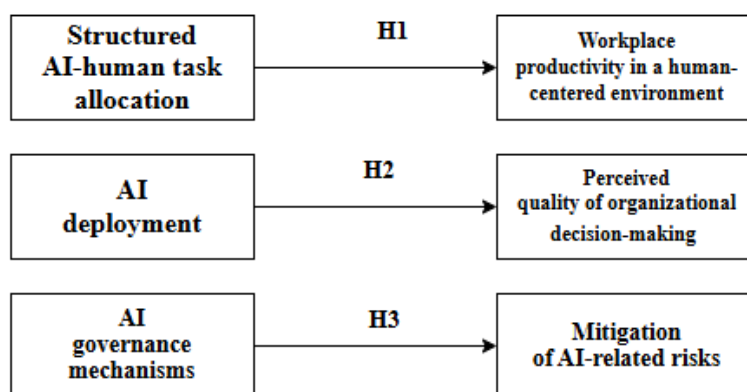 Structured
AI-human task
allocation
H1
Workplace
productivity in a human-
centered environment
AI
deployment
H2
Perceived
quality of organizational
decision-making
AI
governance
mechanisms
H3
Mitigation
of AI-related risks